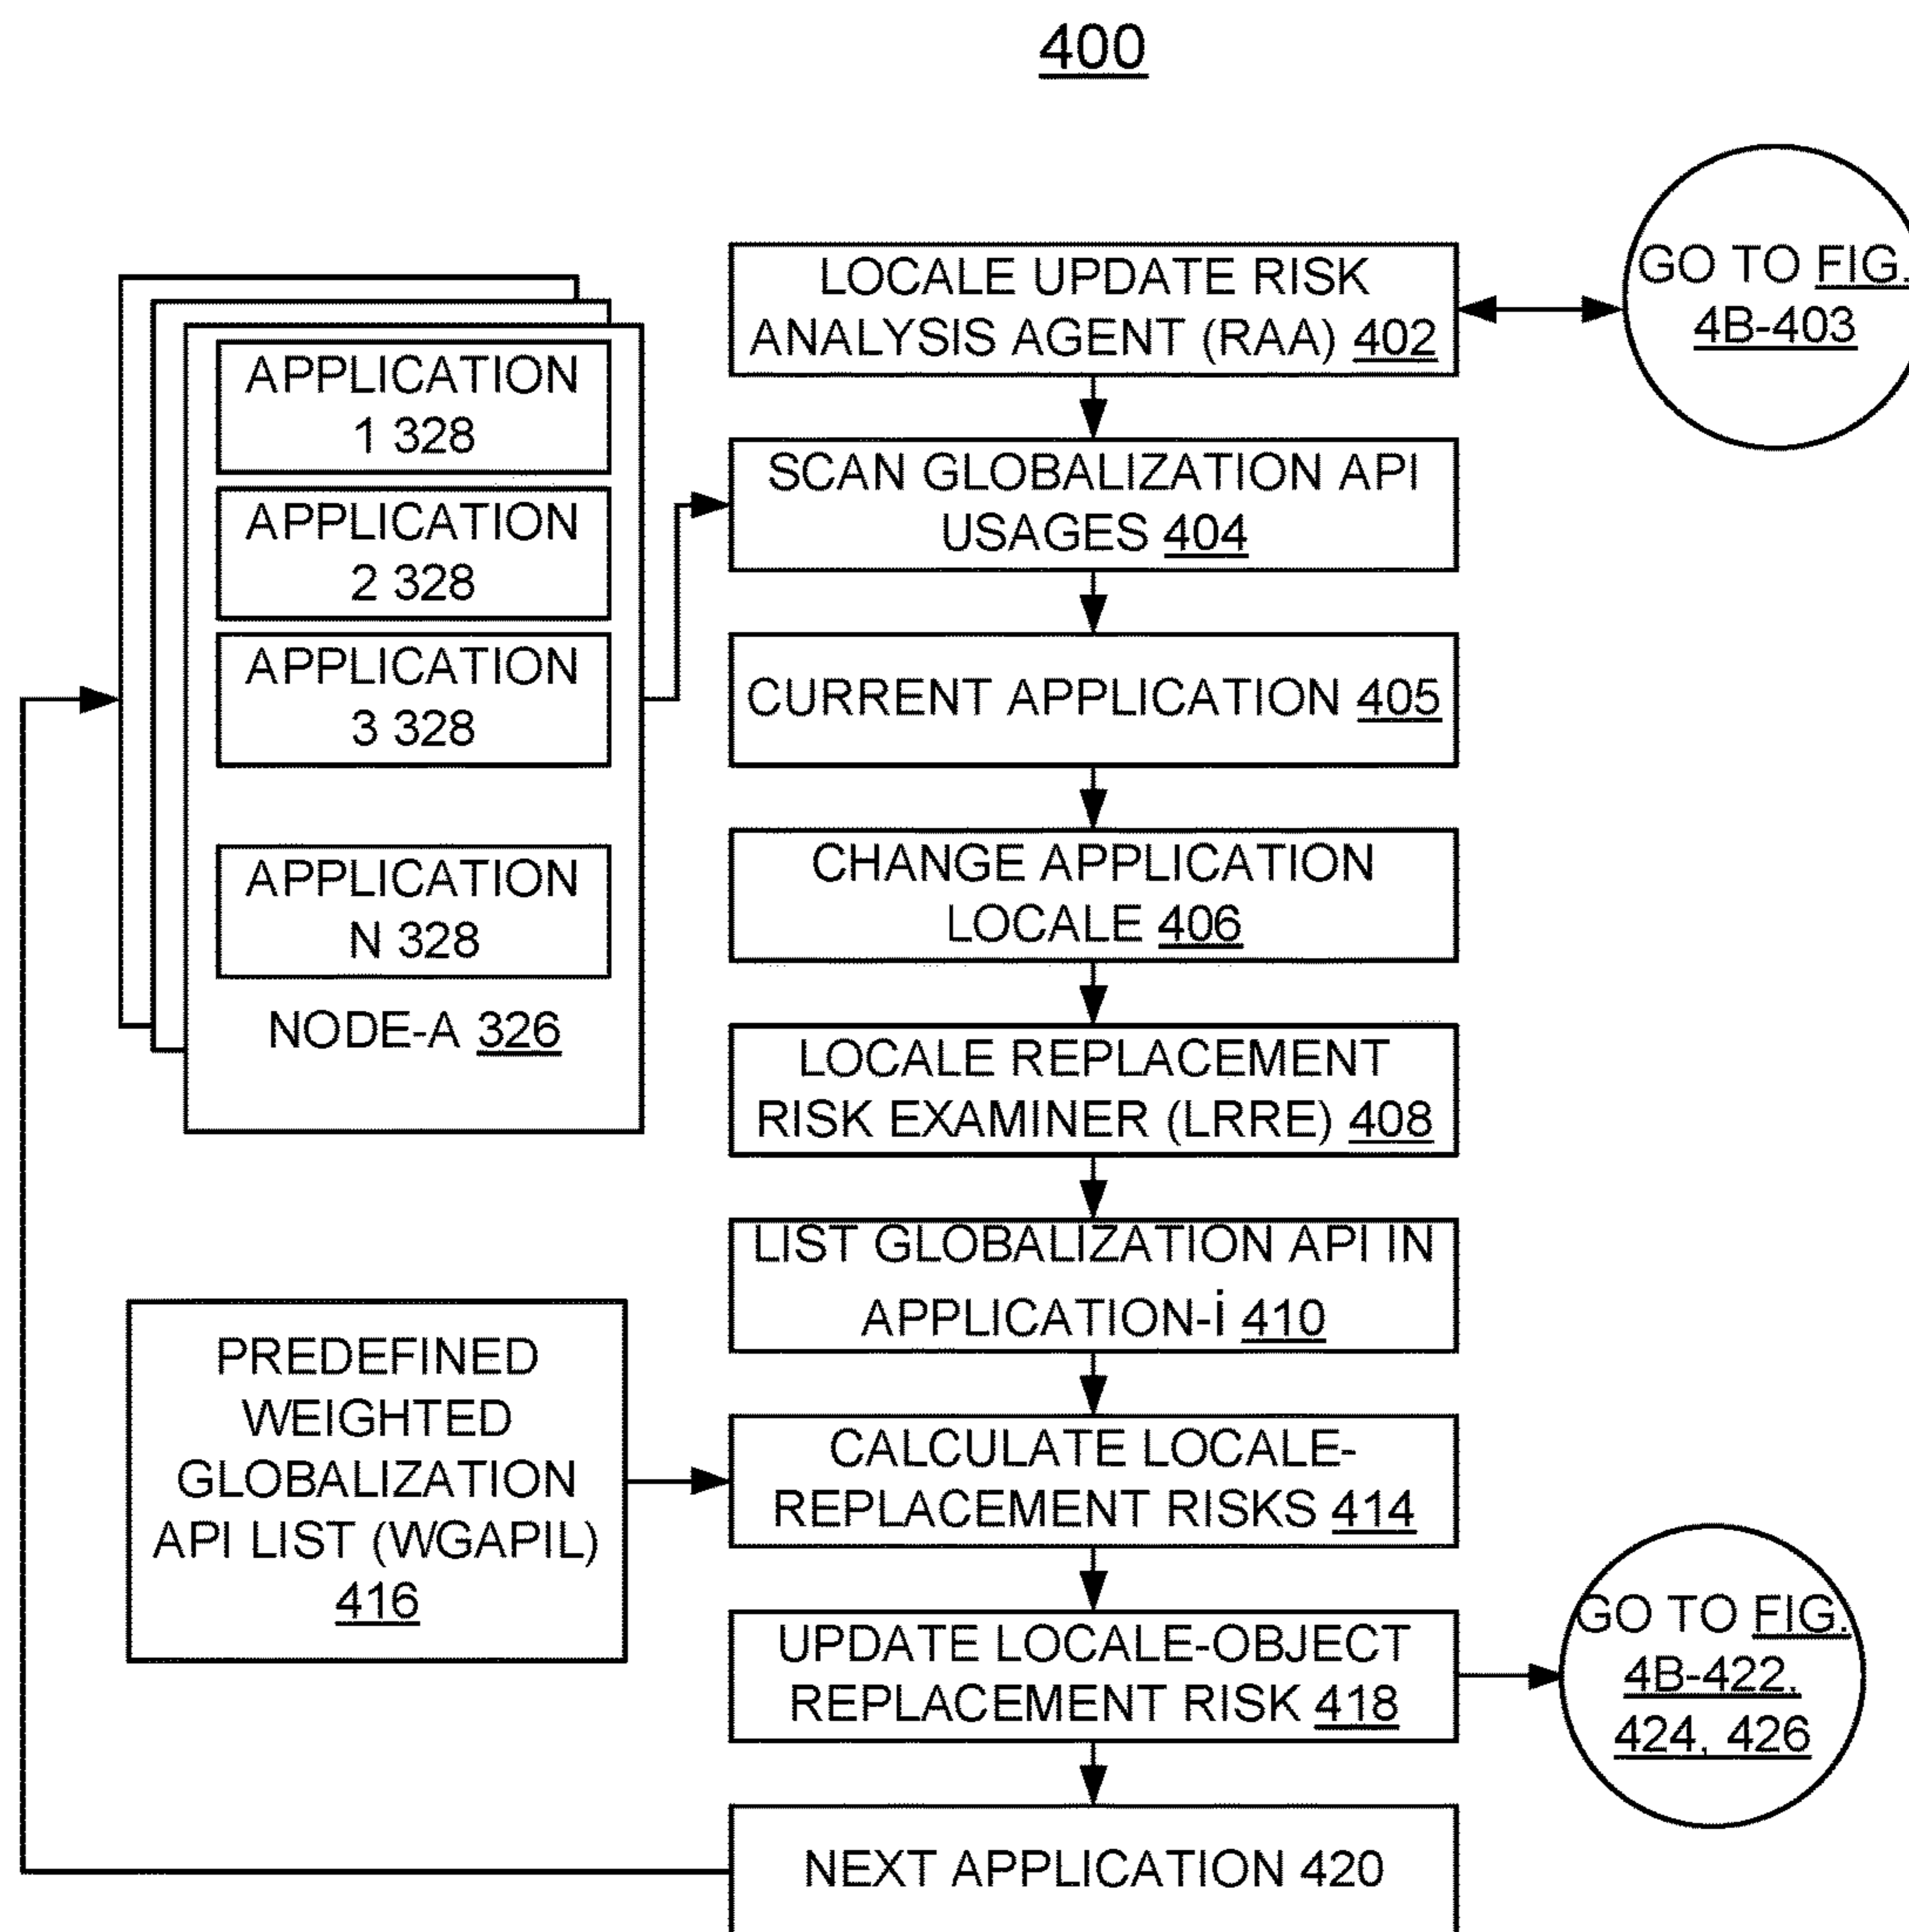 400
GO TO FIG.
4B-403
LOCALE UPDATE RISK
ANALYSIS AGENT (RAA) 402
APPLICATION
1 328
APPLICATION
2 328
APPLICATION
3 328
APPLICATION
N 328
NODE-A 326
SCAN GLOBALIZATION API
USAGES 404
CURRENT APPLICATION 405
CHANGE APPLICATION
LOCALE 406
LOCALE REPLACEMENT
RISK EXAMINER (LRRE) 408
LIST GLOBALIZATION API IN
APPLICATION-i 410
PREDEFINED
WEIGHTED
GLOBALIZATION
API LIST (WGAPIL)
416
CALCULATE LOCALE-
REPLACEMENT RISKS 414
UPDATE LOCALE-OBJECT
REPLACEMENT RISK 418
GO TO FIG.
4B-422,
424, 426
NEXT APPLICATION 420